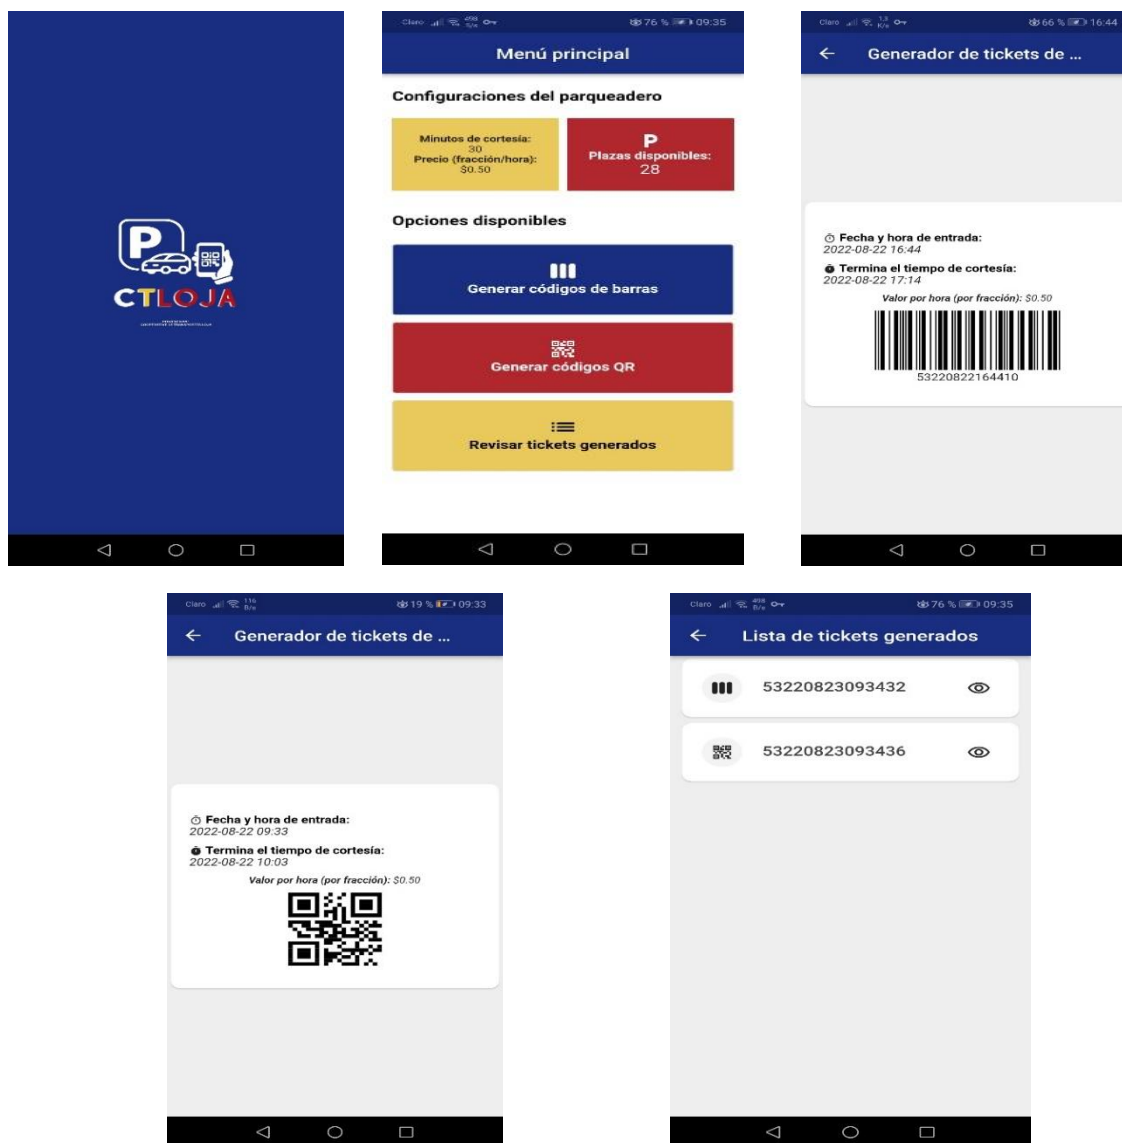 P
CTLOJA
Claro 498 B/s 76 % 09:35
Menú principal
Configuraciones del parqueadero
Minutos de cortesía:
30
Precio (fracción/hora):
$0.50
P
Plazas disponibles:
28
Opciones disponibles
Generar códigos de barras
Generar códigos QR
Revisar tickets generados
Claro 1,3 K/s 66 % 16:44
Generador de tickets de ...
Fecha y hora de entrada:
2022-08-22 16:44
Termina el tiempo de cortesía:
2022-08-22 17:14
Valor por hora (por fracción): $0.50
53220822164410
Claro 116 B/s 19 % 09:33
Generador de tickets de ...
Fecha y hora de entrada:
2022-08-22 09:33
Termina el tiempo de cortesía:
2022-08-22 10:03
Valor por hora (por fracción): $0.50
Claro 498 B/s 76 % 09:35
Lista de tickets generados
53220823093432
53220823093436